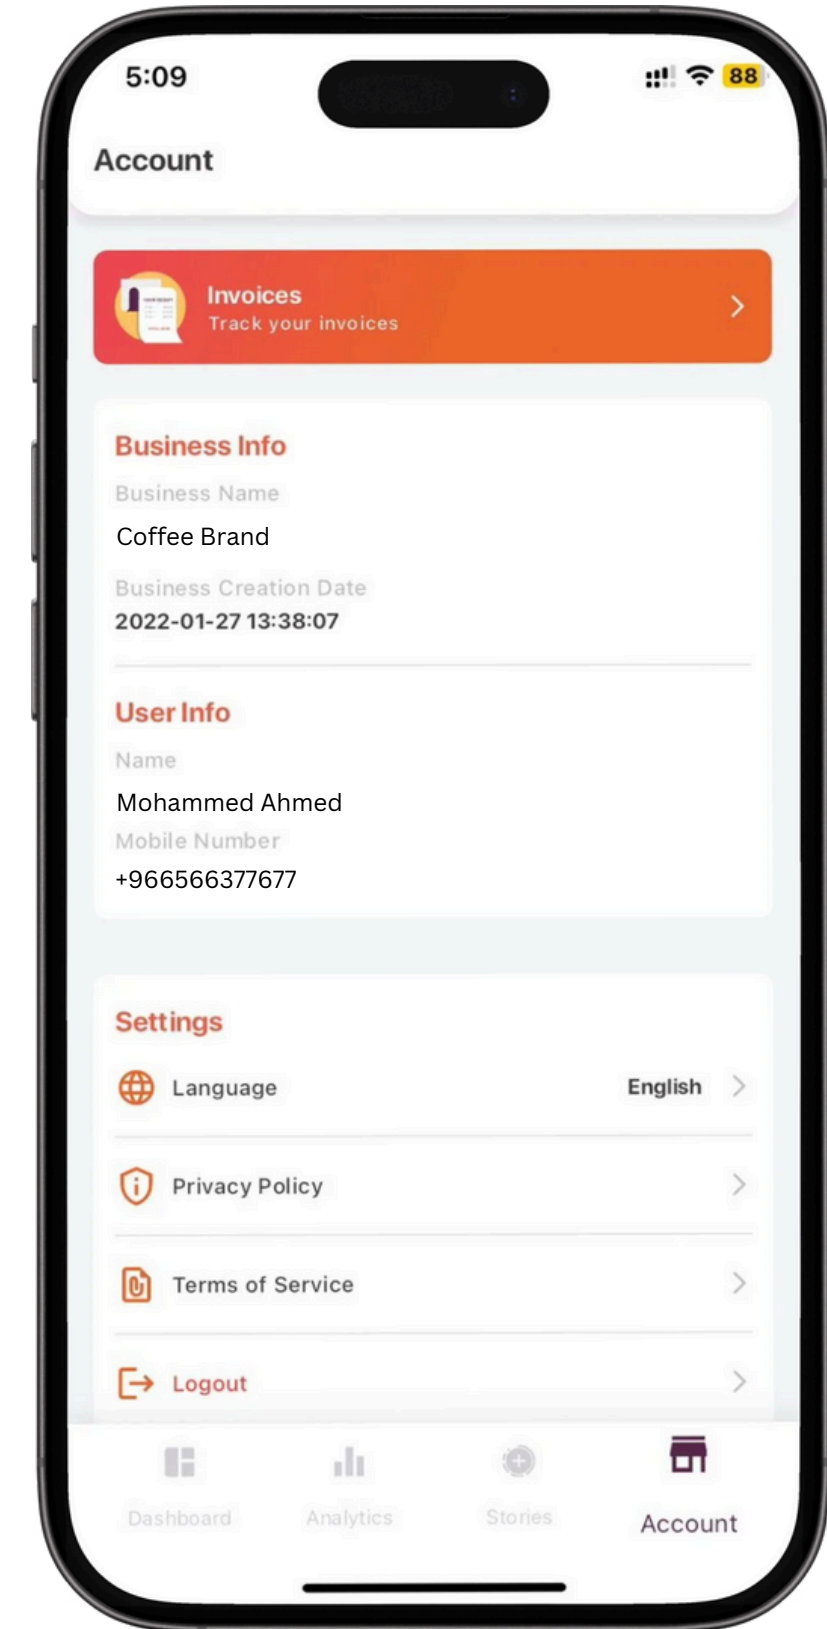 5:09
88
Account
Invoices
Track your invoices
Business Info
Business Name
Coffee Brand
Business Creation Date
2022-01-27 13:38:07
User Info
Name
Mohammed Ahmed
Mobile Number
+966566377677
Settings
Language
English
Privacy Policy
Terms of Service
Logout
Dashboard
Analytics
Stories
Account